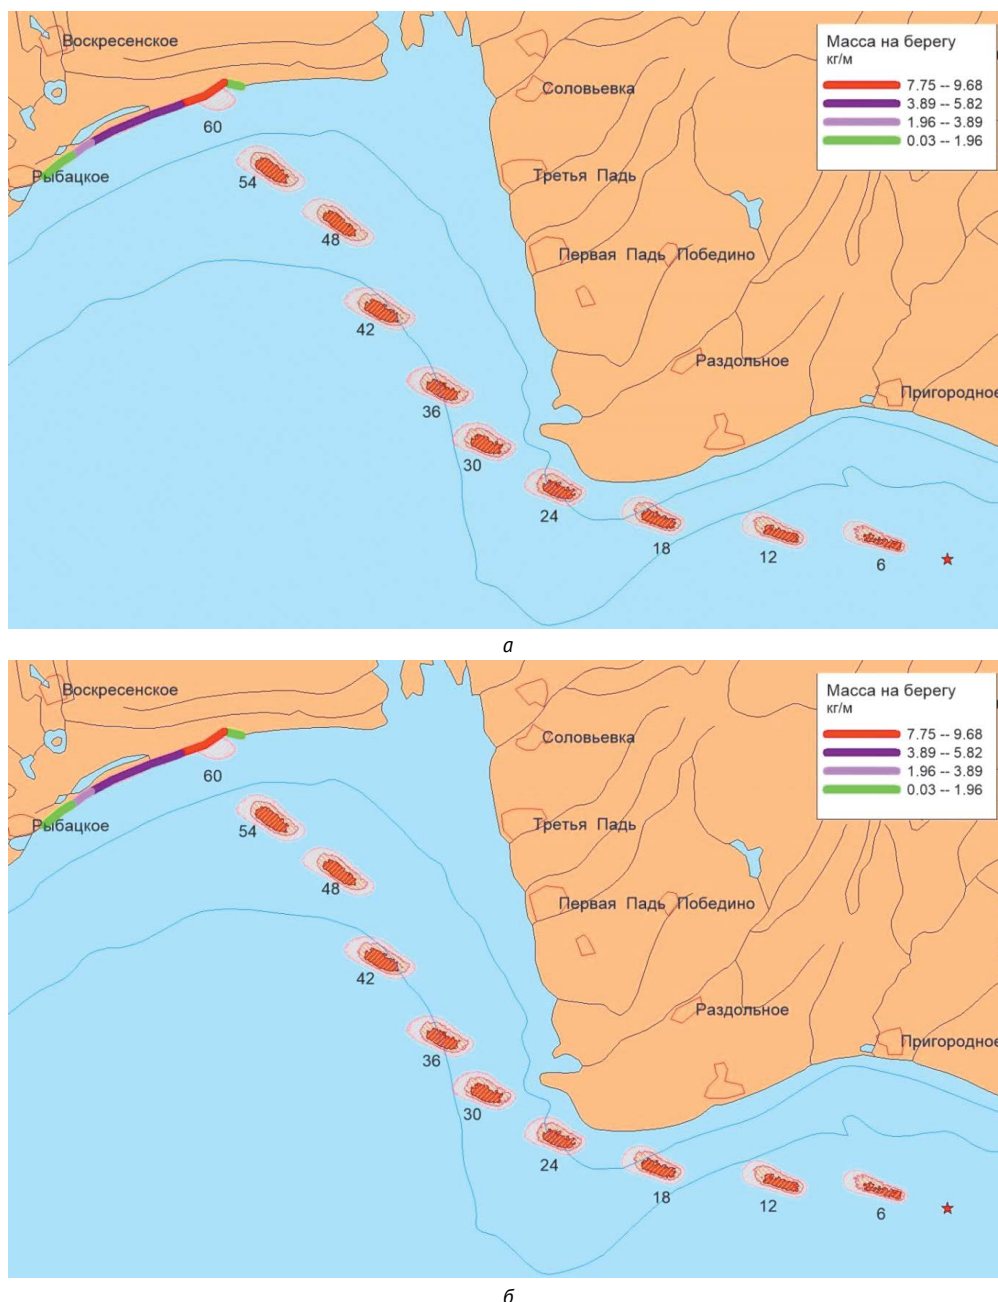 Воскресенское
Масса на берегу
кг/м
7.75 -- 9.68
3.89 -- 5.82
1.96 -- 3.89
0.03 -- 1.96
Соловьевка
60
Рыбацкое
54
Третья Падь
48
Первая Падь Победино
42
Раздольное
36
Пригородное
30
24
18
12
6
а
Воскресенское
Масса на берегу
кг/м
7.75 -- 9.68
3.89 -- 5.82
1.96 -- 3.89
0.03 -- 1.96
Соловьевка
60
Рыбацкое
54
Третья Падь
48
Первая Падь Победино
42
Раздольное
36
Пригородное
30
24
18
12
6
б